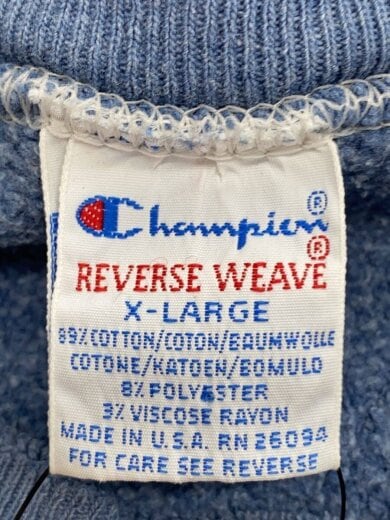 Champion®
REVERSE WEAVE®
X-LARGE
89% COTTON/COTON/BAUMWOLLE
COTONE/KATOEN/BOMULD
8% POLYESTER
3% VISCOSE RAYON
MADE IN U.S.A. RN 26094
FOR CARE SEE REVERSE